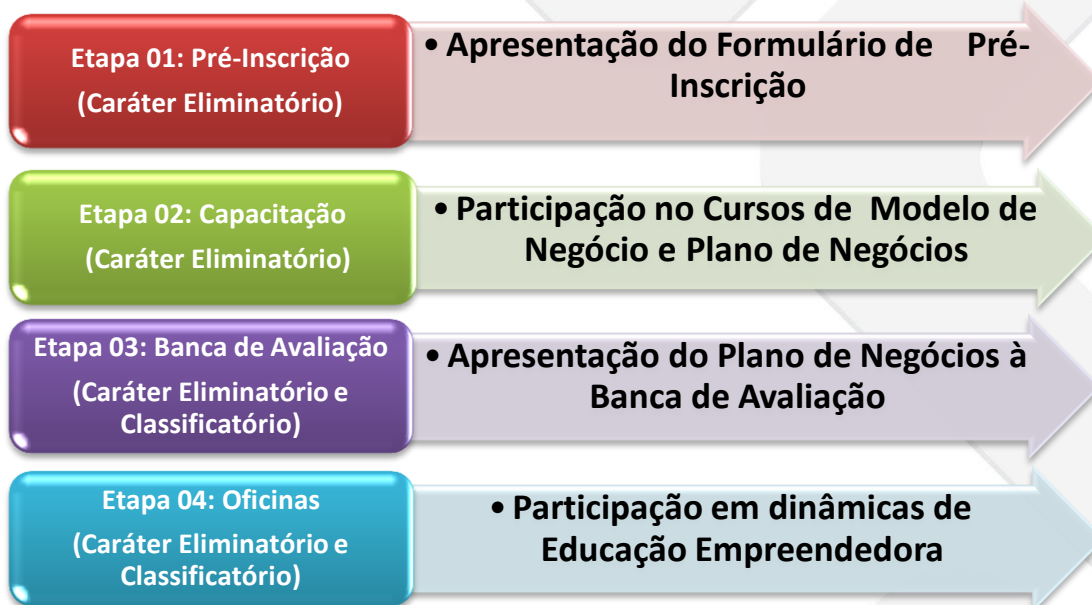 Etapa 01: Pré-Inscrição
(Caráter Eliminatório)
• Apresentação do Formulário de Pré-
Inscrição
Etapa 02: Capacitação
(Caráter Eliminatório)
• Participação no Cursos de Modelo de
Negócio e Plano de Negócios
Etapa 03: Banca de Avaliação
(Caráter Eliminatório e
Classificatório)
• Apresentação do Plano de Negócios à
Banca de Avaliação
Etapa 04: Oficinas
(Caráter Eliminatório e
Classificatório)
• Participação em dinâmicas de
Educação Empreendedora